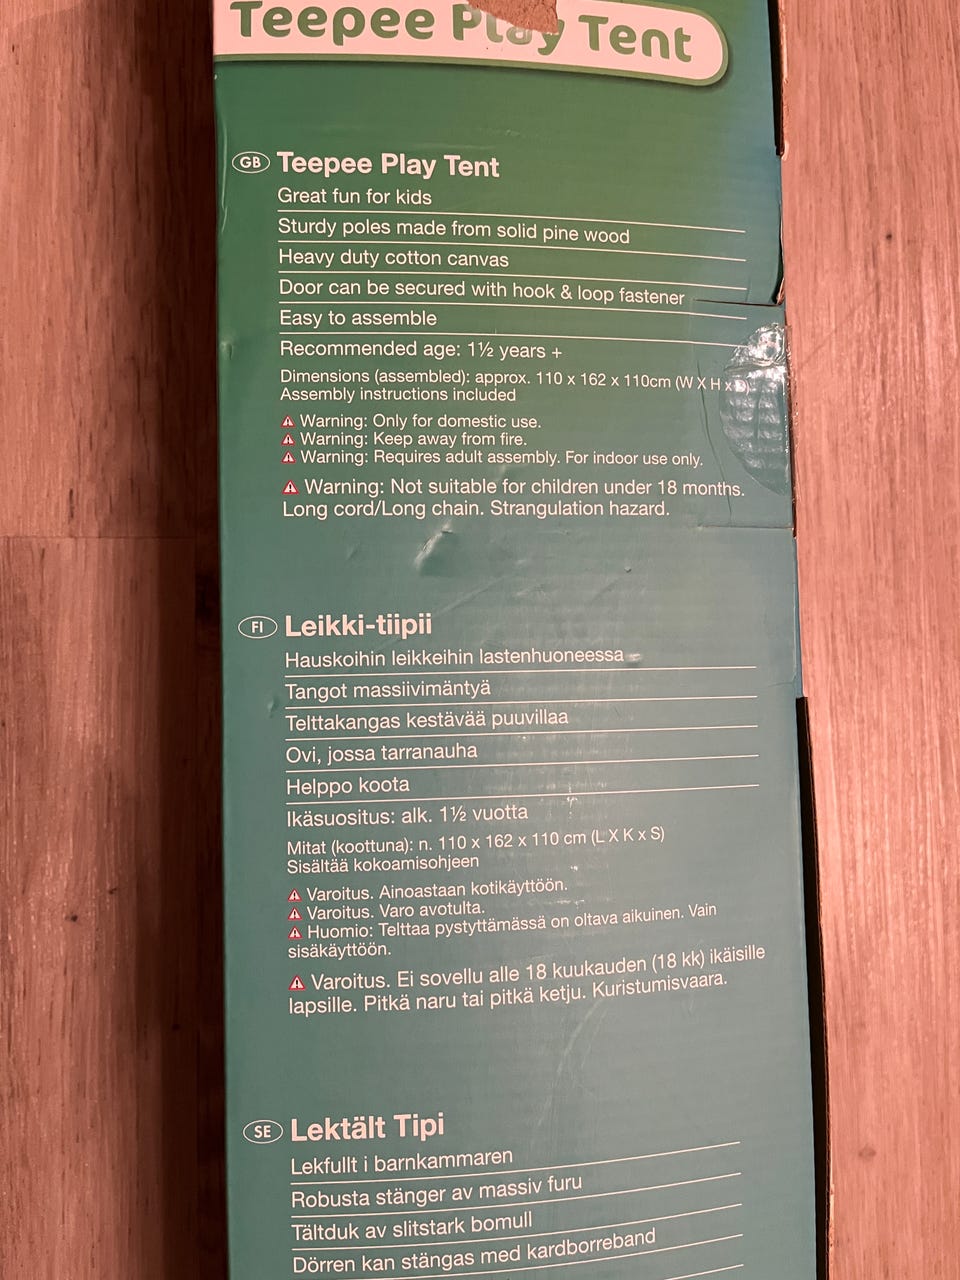 Teepee Play Tent
GB Teepee Play Tent
Great fun for kids
Sturdy poles made from solid pine wood
Heavy duty cotton canvas
Door can be secured with hook & loop fastener
Easy to assemble
Recommended age: 1½ years +
Dimensions (assembled): approx. 110 x 162 x 110cm (W X H x D)
Assembly instructions included
Warning: Only for domestic use.
Warning: Keep away from fire.
Warning: Requires adult assembly. For indoor use only.
Warning: Not suitable for children under 18 months.
Long cord/Long chain. Strangulation hazard.
FI Leikki-tiipii
Hauskoihin leikkeihin lastenhuoneessa
Tangot massiivimäntyä
Telttakangas kestävää puuvillaa
Ovi, jossa tarranauha
Helppo koota
Ikäsuositus: alk. 1½ vuotta
Mitat (koottuna): n. 110 x 162 x 110 cm (L X K x S)
Sisältää kokoamisohjeen
Varoitus. Ainoastaan kotikäyttöön.
Varoitus. Varo avotulta.
Huomio: Telttaa pystyttämässä on oltava aikuinen. Vain
sisäkäyttöön.
Varoitus. Ei sovellu alle 18 kuukauden (18 kk) ikäisille
lapsille. Pitkä naru tai pitkä ketju. Kuristumisvaara.
SE Lektält Tipi
Lekfullt i barnkammaren
Robusta stänger av massiv furu
Tältduk av slitstark bomull
Dörren kan stängas med kardborreband